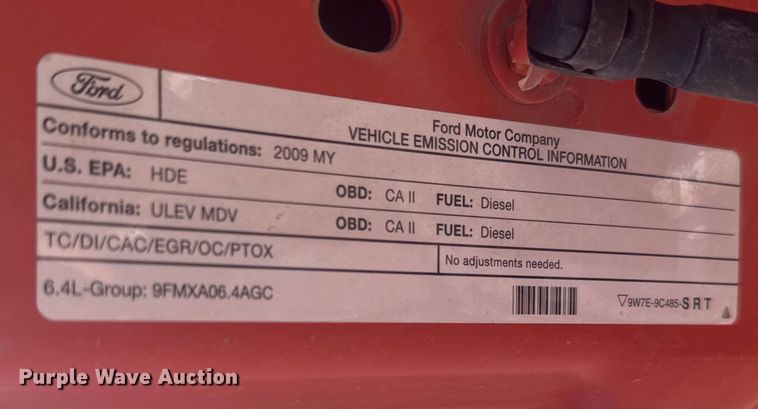 Ford
Ford Motor Company
VEHICLE EMISSION CONTROL INFORMATION
Conforms to regulations: 2009 MY
U.S. EPA: HDE OBD: CA II FUEL: Diesel
California: ULEV MDV OBD: CA II FUEL: Diesel
TC/DI/CAC/EGR/OC/PTOX No adjustments needed.
6.4L-Group: 9FMXA06.4AGC ▽9W7E-9C485-S R T
Purple Wave Auction